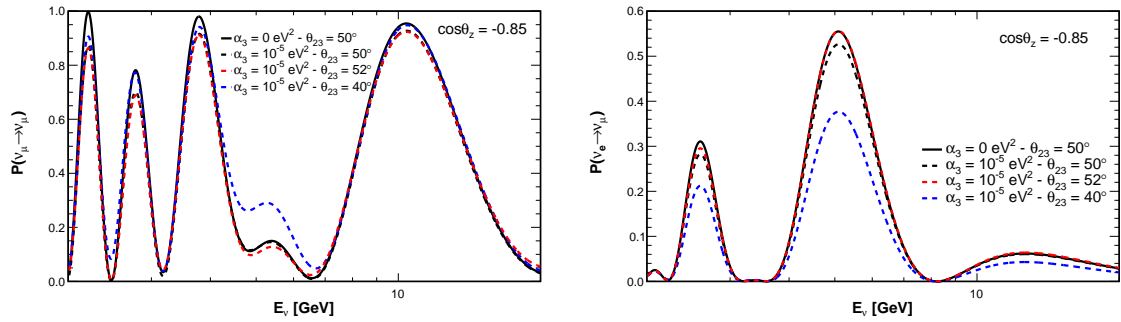 P(νμ→νμ)
1.0
0.8
0.6
0.4
0.2
0.0
cosθz = -0.85
α3 = 0 eV2 - θ23 = 50°
α3 = 10-5 eV2 - θ23 = 50°
α3 = 10-5 eV2 - θ23 = 52°
α3 = 10-5 eV2 - θ23 = 40°
10
Eν [GeV]
P(νe→νμ)
0.6
0.5
0.4
0.3
0.2
0.1
0.0
cosθz = -0.85
α3 = 0 eV2 - θ23 = 50°
α3 = 10-5 eV2 - θ23 = 50°
α3 = 10-5 eV2 - θ23 = 52°
α3 = 10-5 eV2 - θ23 = 40°
10
Eν [GeV]